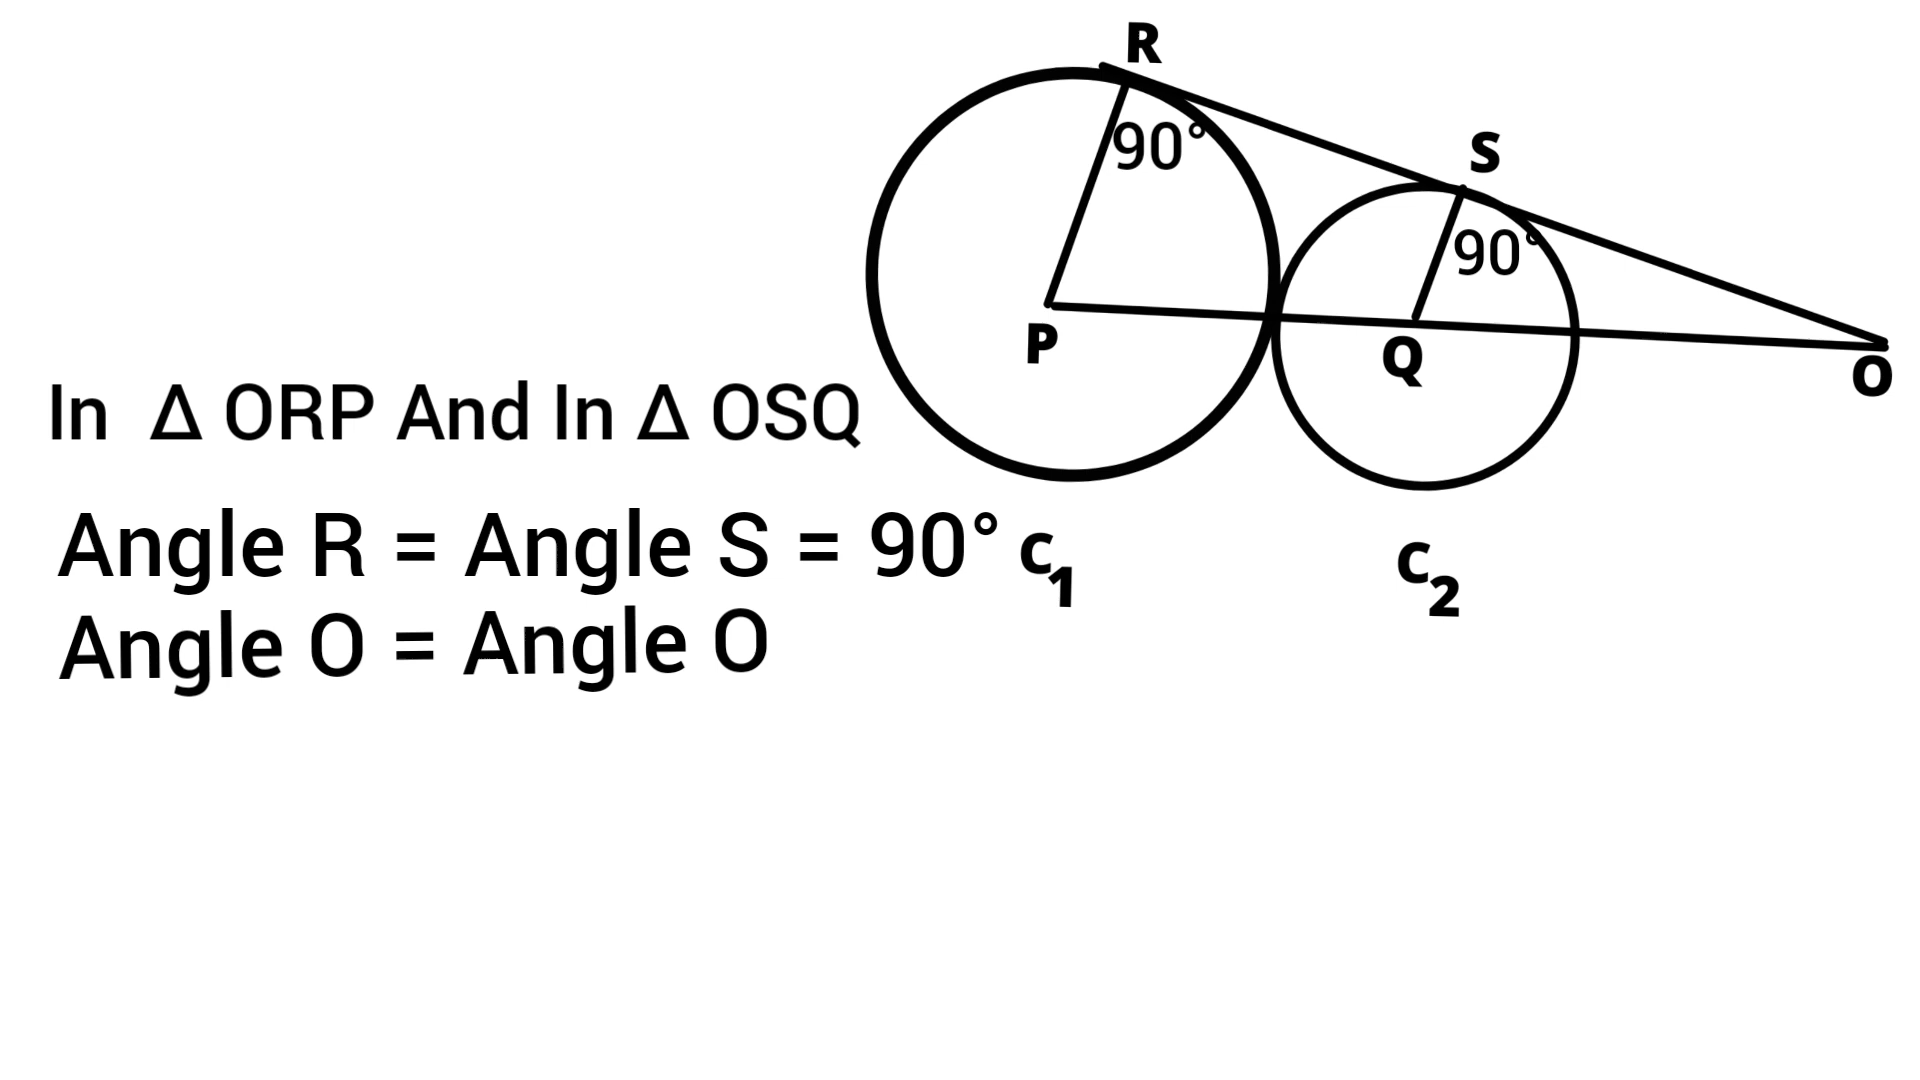 R
90°
S
90°
P
Q
O
In Δ ORP And In Δ OSQ
Angle R = Angle S = 90°
Angle O = Angle O
C1
C2